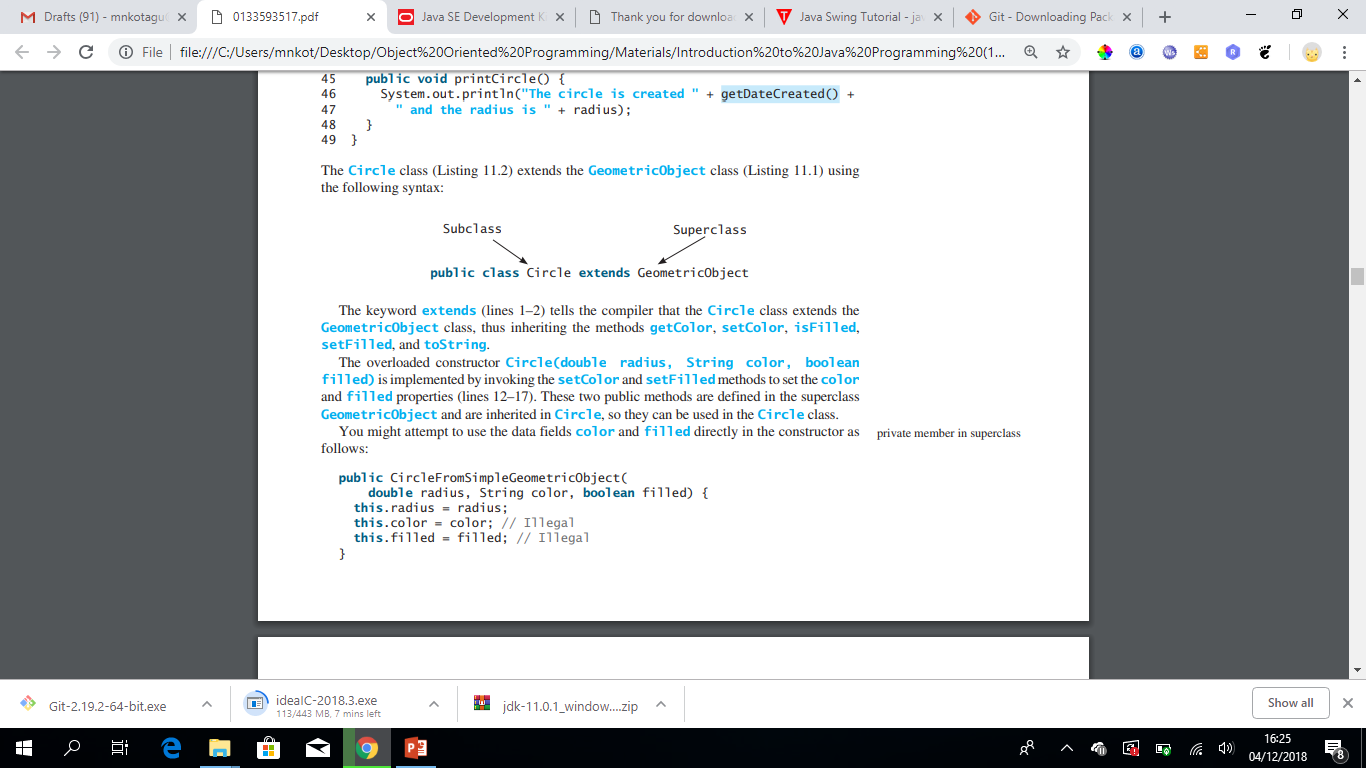 Drafts (91) - mnkotagu
0133593517.pdf
Java SE Development K
Thank you for downloa
Java Swing Tutorial - ja
Git - Downloading Pack
File | file:///C:/Users/mnkot/Desktop/Object%20Oriented%20Programming/Materials/Introduction%20to%20Java%20Programming%20(1...
45 public void printCircle() {
46 System.out.println("The circle is created " + getDateCreated() +
47 " and the radius is " + radius);
48 }
49 }
The Circle class (Listing 11.2) extends the GeometricObject class (Listing 11.1) using
the following syntax:
Subclass Superclass
public class Circle extends GeometricObject
The keyword extends (lines 1–2) tells the compiler that the Circle class extends the
GeometricObject class, thus inheriting the methods getColor, setColor, isFilled,
setFilled, and toString.
The overloaded constructor Circle(double radius, String color, boolean
filled) is implemented by invoking the setColor and setFilled methods to set the color
and filled properties (lines 12–17). These two public methods are defined in the superclass
GeometricObject and are inherited in Circle, so they can be used in the Circle class.
You might attempt to use the data fields color and filled directly in the constructor as
follows:
private member in superclass
public CircleFromSimpleGeometricObject(
double radius, String color, boolean filled) {
this.radius = radius;
this.color = color; // Illegal
this.filled = filled; // Illegal
}
Git-2.19.2-64-bit.exe
ideaIC-2018.3.exe
113/443 MB, 7 mins left
jdk-11.0.1_window....zip
Show all
16:25
04/12/2018
8